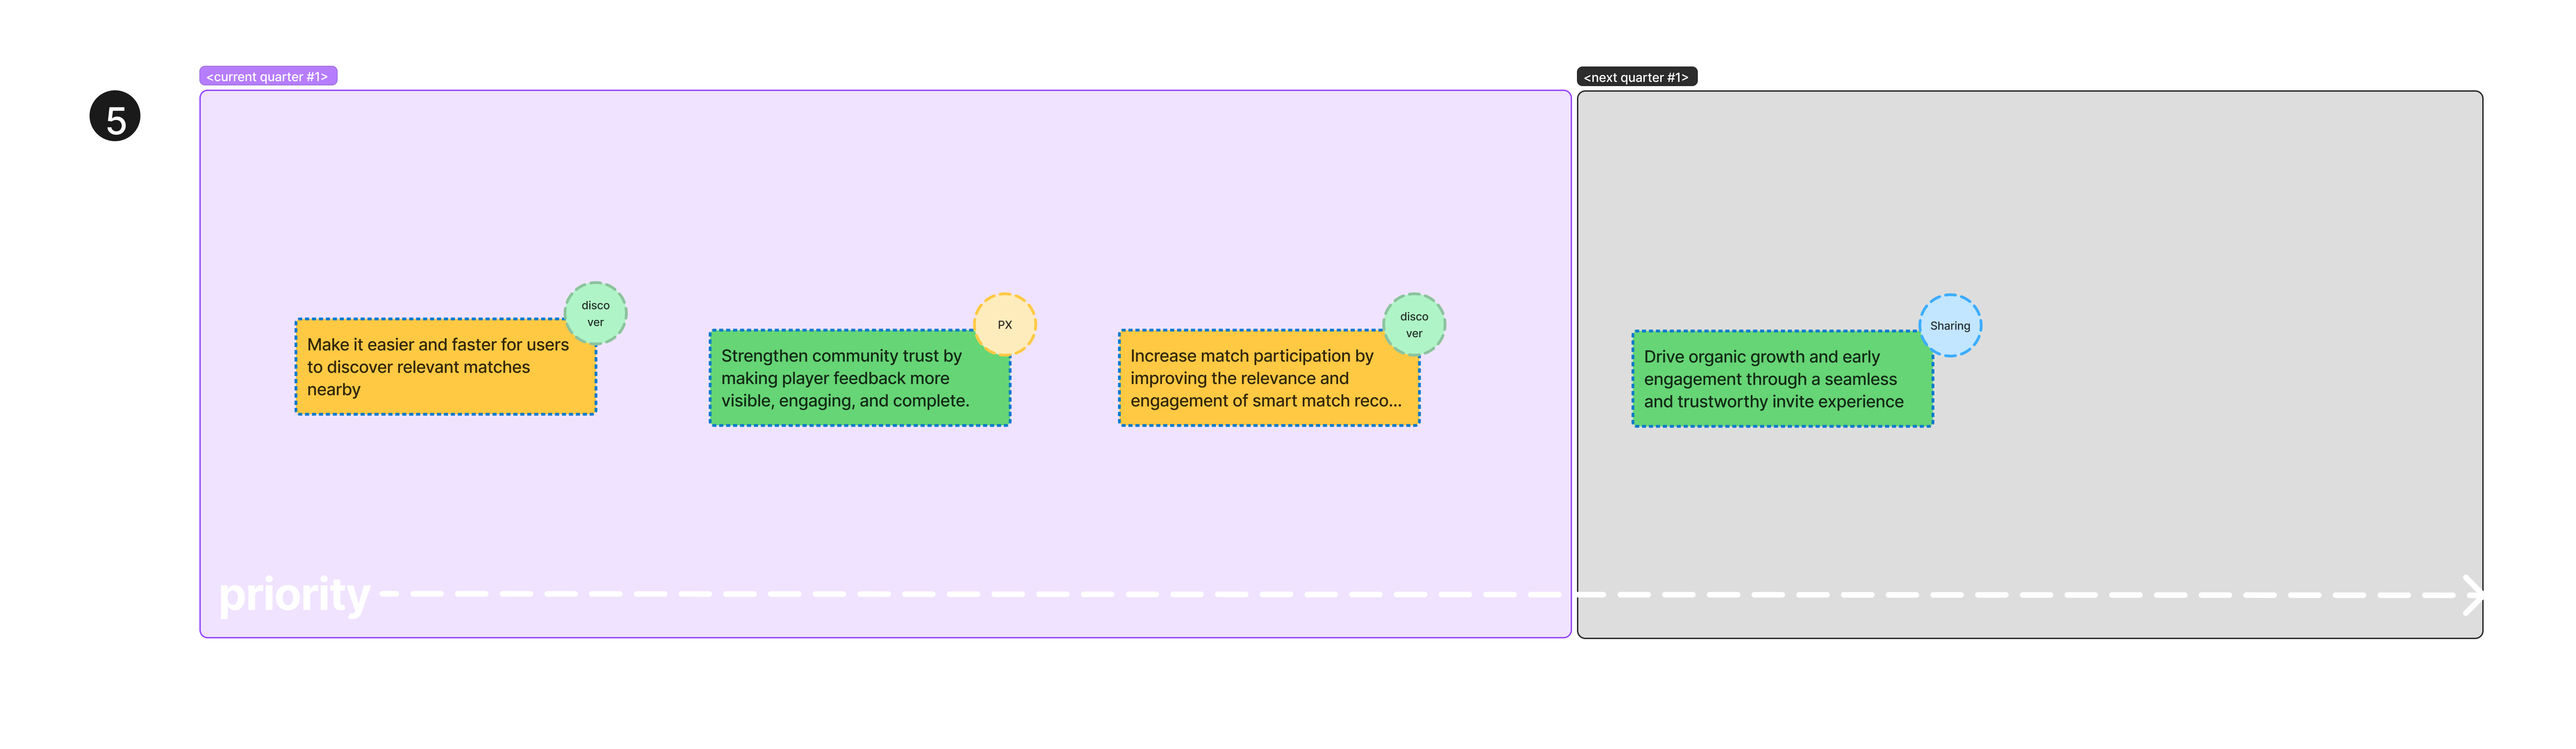 <current quarter #1>
<next quarter #1>
5
disco
ver
Make it easier and faster for users
to discover relevant matches
nearby
PX
Strengthen community trust by
making player feedback more
visible, engaging, and complete.
disco
ver
Increase match participation by
improving the relevance and
engagement of smart match reco...
Sharing
Drive organic growth and early
engagement through a seamless
and trustworthy invite experience
priority